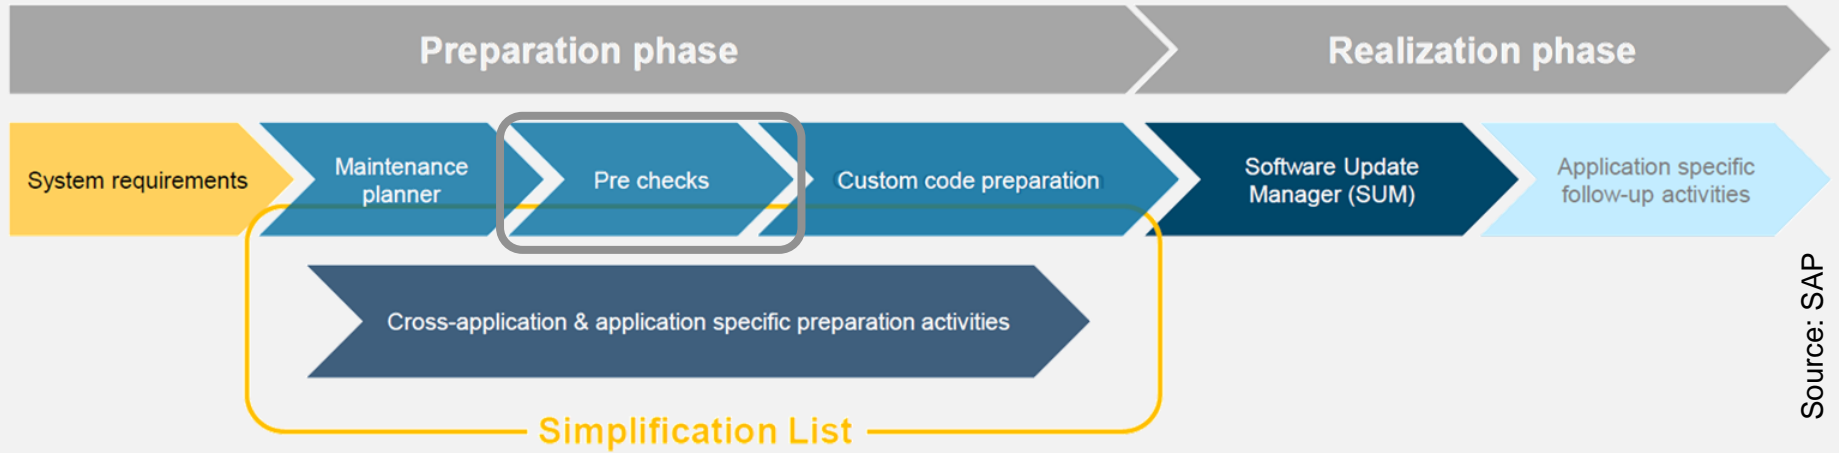 Preparation phase
Realization phase
System requirements
Maintenance
planner
Pre checks
Custom code preparation
Software Update
Manager (SUM)
Application specific
follow-up activities
Cross-application & application specific preparation activities
Simplification List
Source: SAP